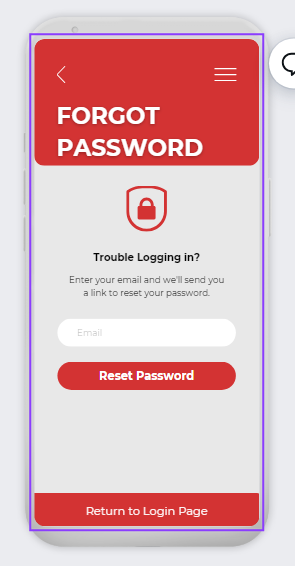 FORGOT
PASSWORD
Trouble Logging in?
Enter your email and we'll send you
a link to reset your password.
Email
Reset Password
Return to Login Page